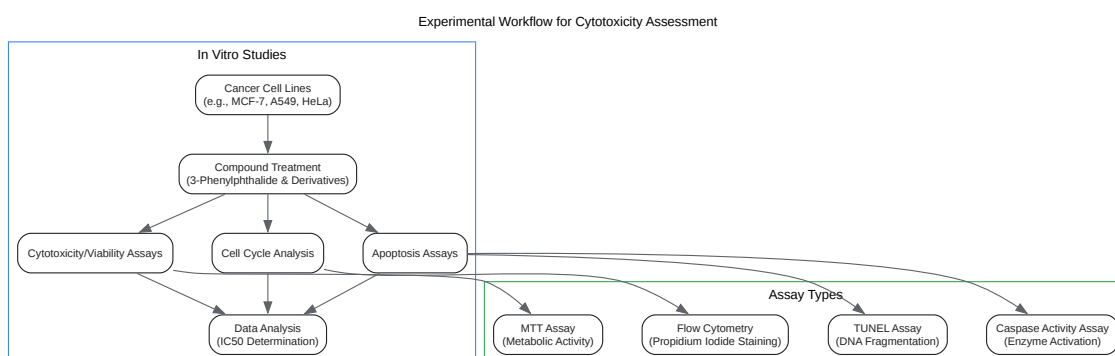 Experimental Workflow for Cytotoxicity Assessment
In Vitro Studies
Cancer Cell Lines
(e.g., MCF-7, A549, HeLa)
Compound Treatment
(3-Phenylphthalide & Derivatives)
Cytotoxicity/Viability Assays
Cell Cycle Analysis
Apoptosis Assays
Data Analysis
(IC50 Determination)
Assay Types
MTT Assay
(Metabolic Activity)
Flow Cytometry
(Propidium Iodide Staining)
TUNEL Assay
(DNA Fragmentation)
Caspase Activity Assay
(Enzyme Activation)